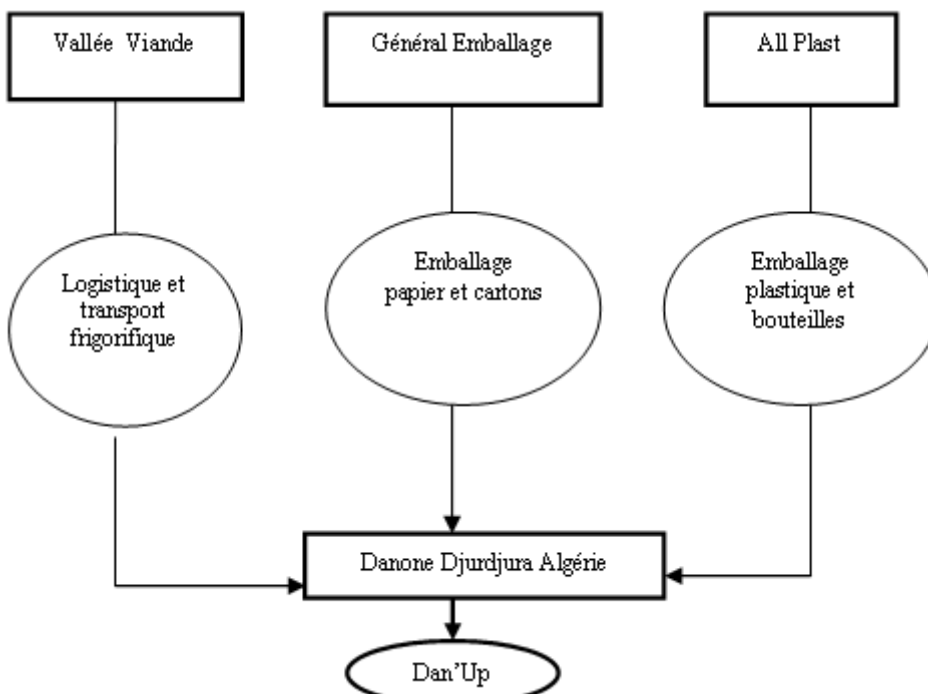 Vallée Viande
Général Emballage
All Plast
Logistique et
transport
frigorifique
Emballage
papier et cartons
Emballage
plastique et
bouteilles
Danone Djurdjura Algérie
Dan’Up